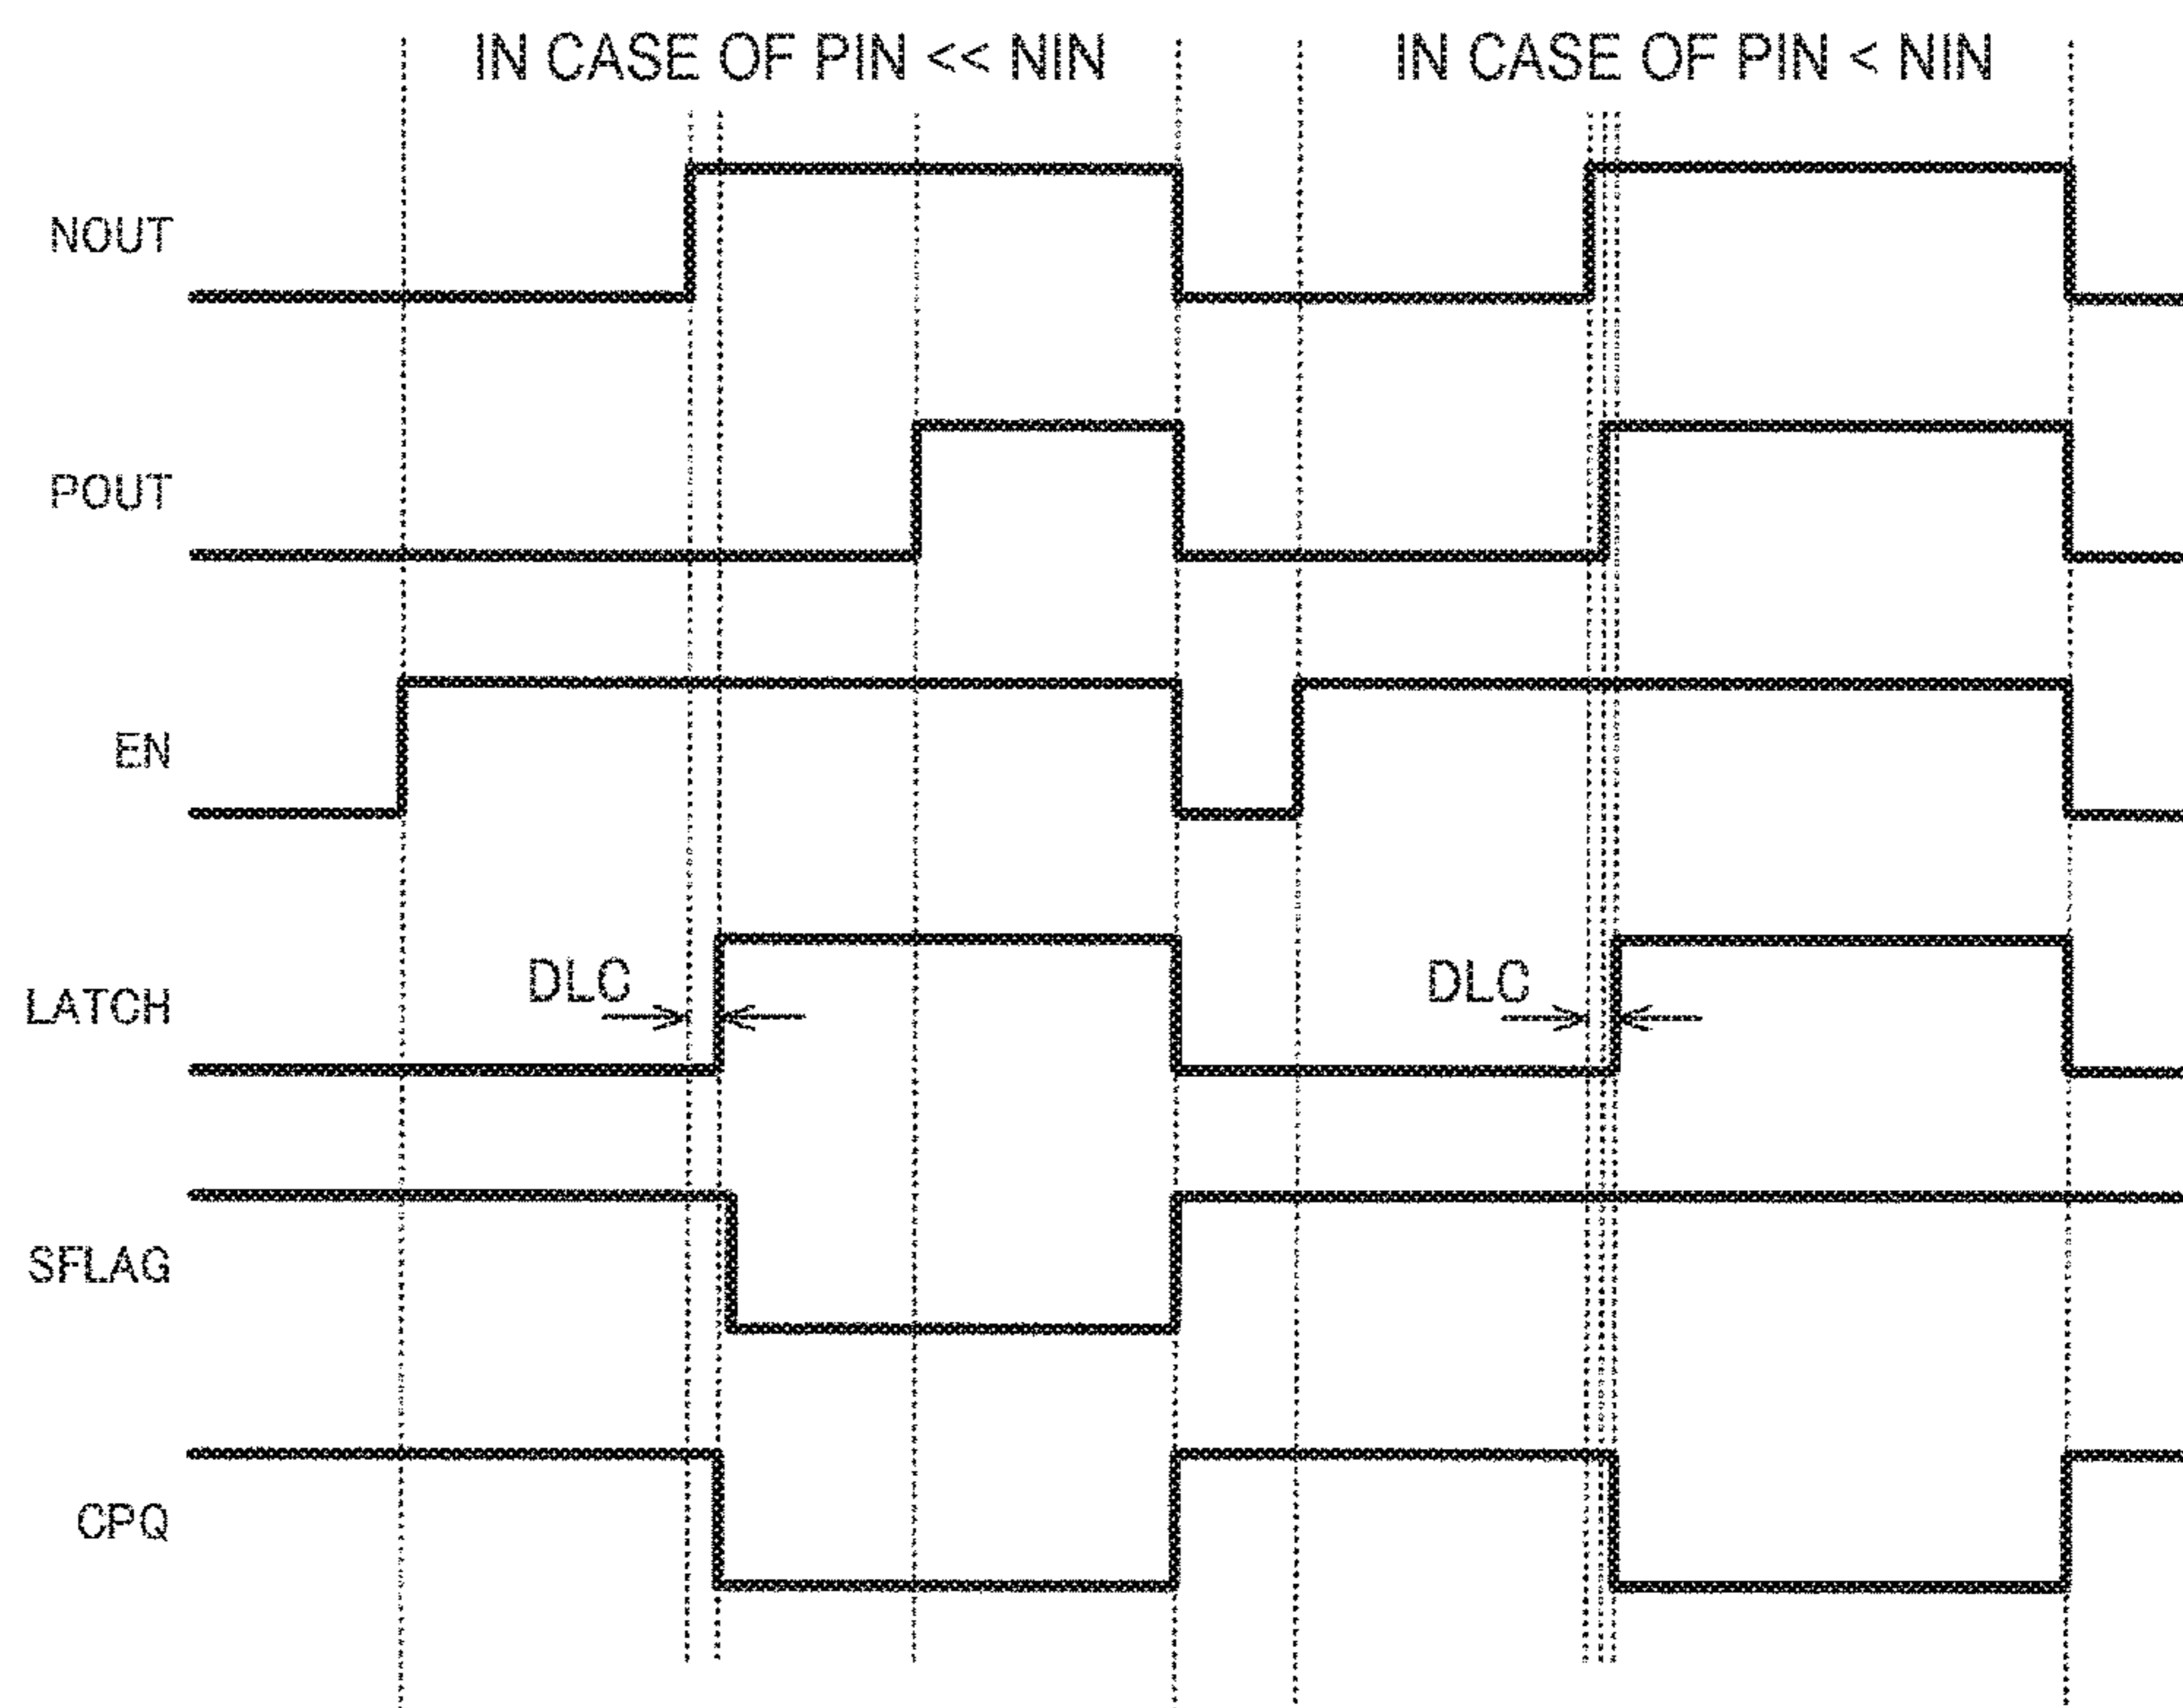 IN CASE OF PIN << NIN
IN CASE OF PIN < NIN
NOUT
POUT
EN
DLC
DLC
LATCH
SFLAG
CPQ